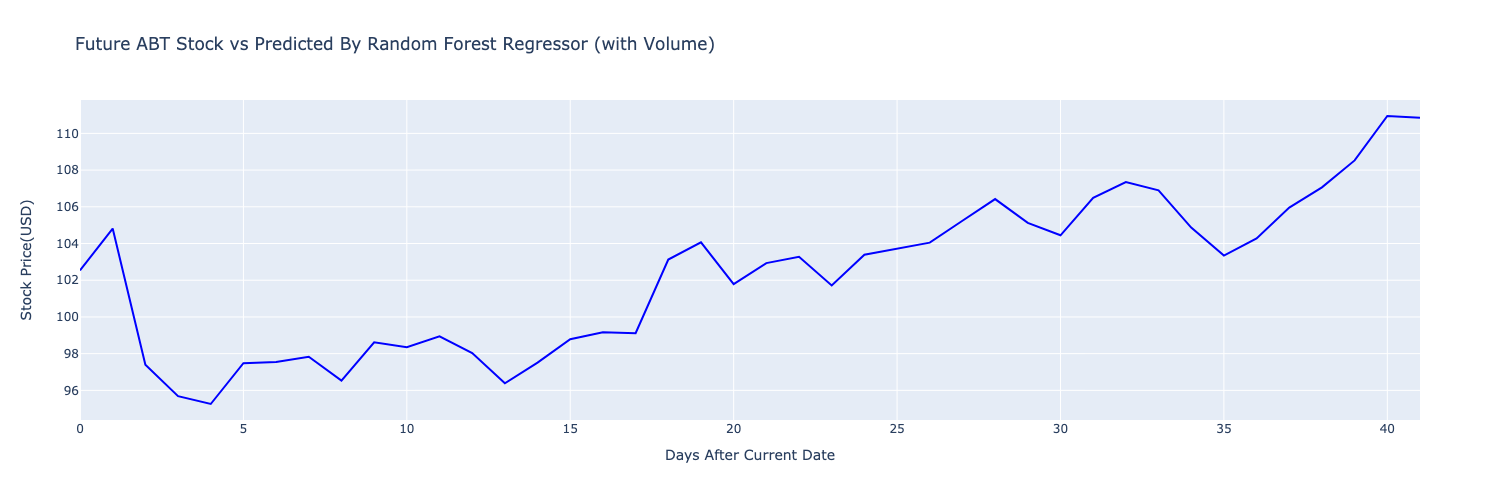 Future ABT Stock vs Predicted By Random Forest Regressor (with Volume)
Stock Price(USD)
110
108
106
104
102
100
98
96
0 5 10 15 20 25 30 35 40
Days After Current Date